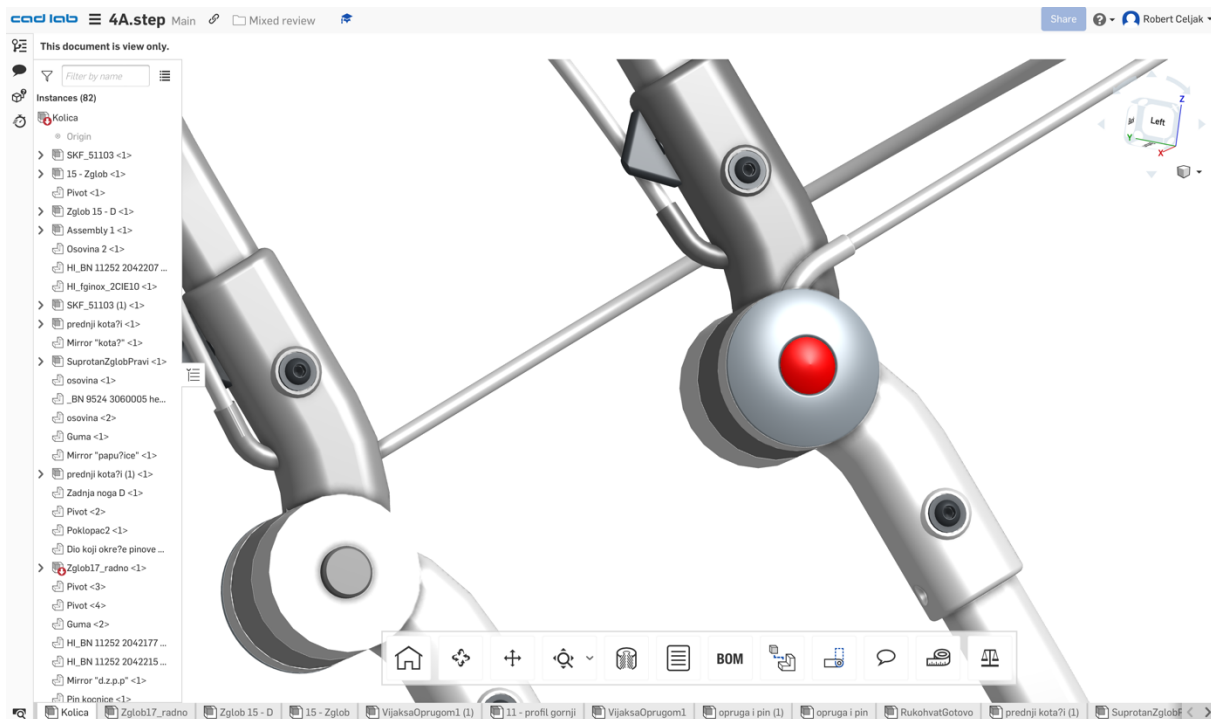 cad lab 4A.step Main Mixed review Share Robert Celjak
This document is view only.
Filter by name
Instances (82)
Kolica
Origin
SKF_51103 <1>
15 - Zglob <1>
Pivot <1>
Zglob 15 - D <1>
Assembly 1 <1>
Osovina 2 <1>
HI_BN 11252 2042207 ...
HI_fginox_2CIE10 <1>
SKF_51103 (1) <1>
prednji kota?i <1>
Mirror "kota?" <1>
SuprotanZglobPravi <1>
osovina <1>
_BN 9524 3060005 he...
osovina <2>
Guma <1>
Mirror "papu?ice" <1>
prednji kota?i (1) <1>
Zadnja noga D <1>
Pivot <2>
Poklopac2 <1>
Dio koji okre?e pinove ...
Zglob17_radno <1>
Pivot <3>
Pivot <4>
Guma <2>
HI_BN 11252 2042177 ...
HI_BN 11252 2042215 ...
Mirror "d.z.p.p" <1>
Pin kocnice <1>
Z
Left
Y
X
BOM
Kolica Zglob17_radno Zglob 15 - D 15 - Zglob VijaksaOprugom1 (1) 11 - profil gornji VijaksaOprugom1 opruga i pin (1) opruga i pin RukohvatGotovo prednji kota?i (1) SuprotanZglobP